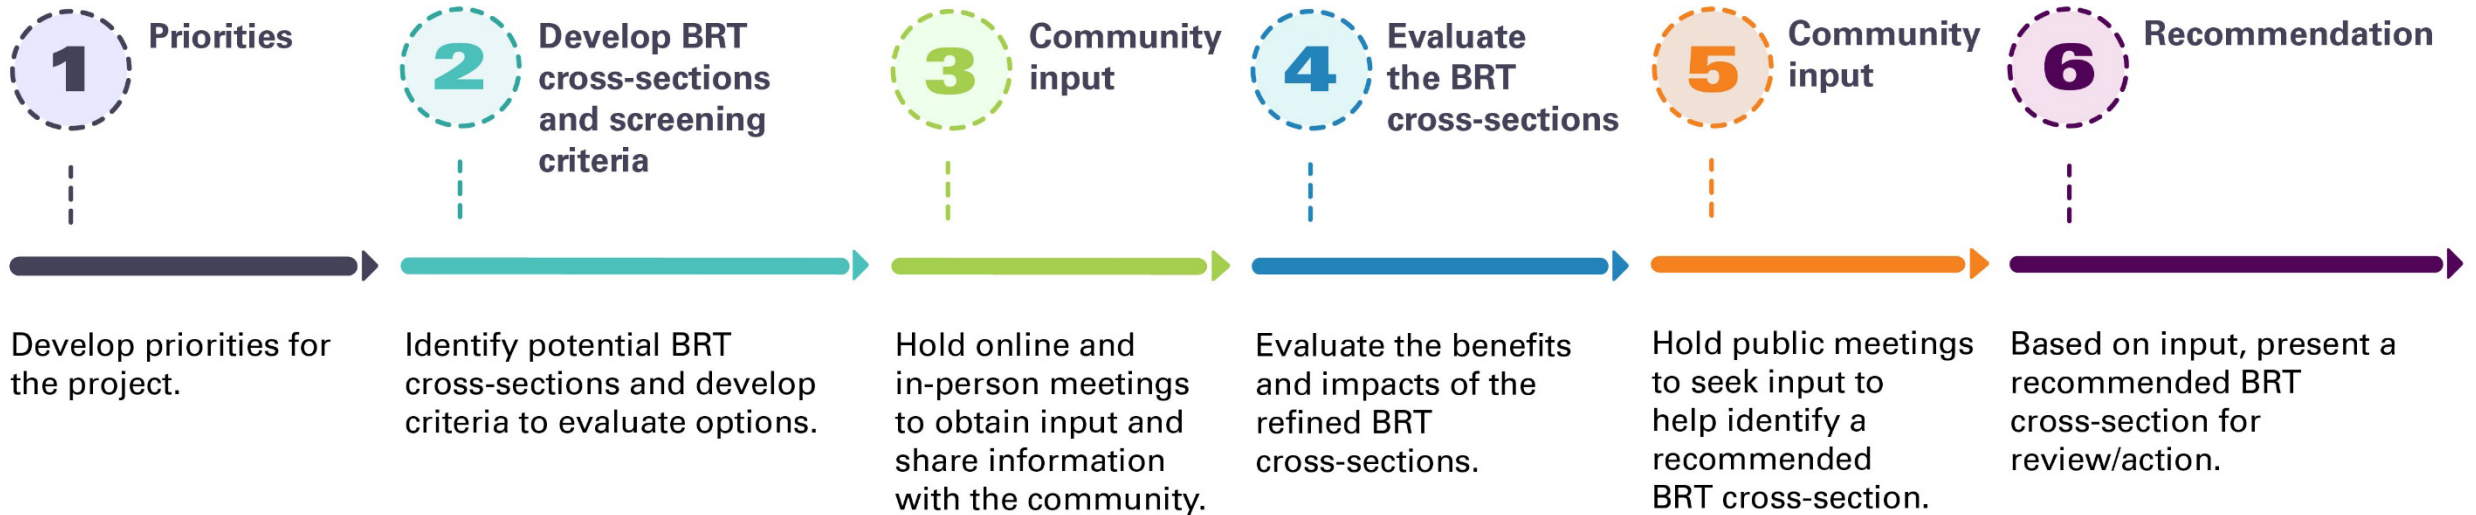 1
Priorities
Develop priorities for
the project.
2
Develop BRT
cross-sections
and screening
criteria
Identify potential BRT
cross-sections and develop
criteria to evaluate options.
3
Community
input
Hold online and
in-person meetings
to obtain input and
share information
with the community.
4
Evaluate
the BRT
cross-sections
Evaluate the benefits
and impacts of the
refined BRT
cross-sections.
5
Community
input
Hold public meetings
to seek input to
help identify a
recommended
BRT cross-section.
6
Recommendation
Based on input, present a
recommended BRT
cross-section for
review/action.